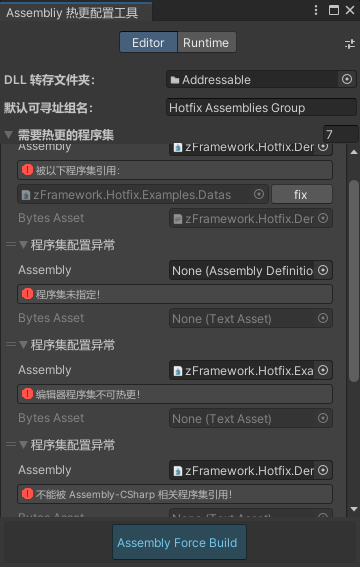 Assembliy 热更配置工具
Editor Runtime
DLL 转存文件夹： Addressable
默认可寻址组名： Hotfix Assemblies Group
需要热更的程序集 7
Assembly zFramework.Hotfix.Der
被以下程序集引用：
zFramework.Hotfix.Examples.Datas fix
Bytes Asset zFramework.Hotfix.Der
程序集配置异常
Assembly None (Assembly Definitio
程序集未指定！
Bytes Asset None (Text Asset)
程序集配置异常
Assembly zFramework.Hotfix.Exa
编辑器程序集不可热更！
Bytes Asset None (Text Asset)
程序集配置异常
Assembly zFramework.Hotfix.Der
不能被 Assembly-CSharp 相关程序集引用！
Bytes Asset None (Text Asset)
Assembly Force Build